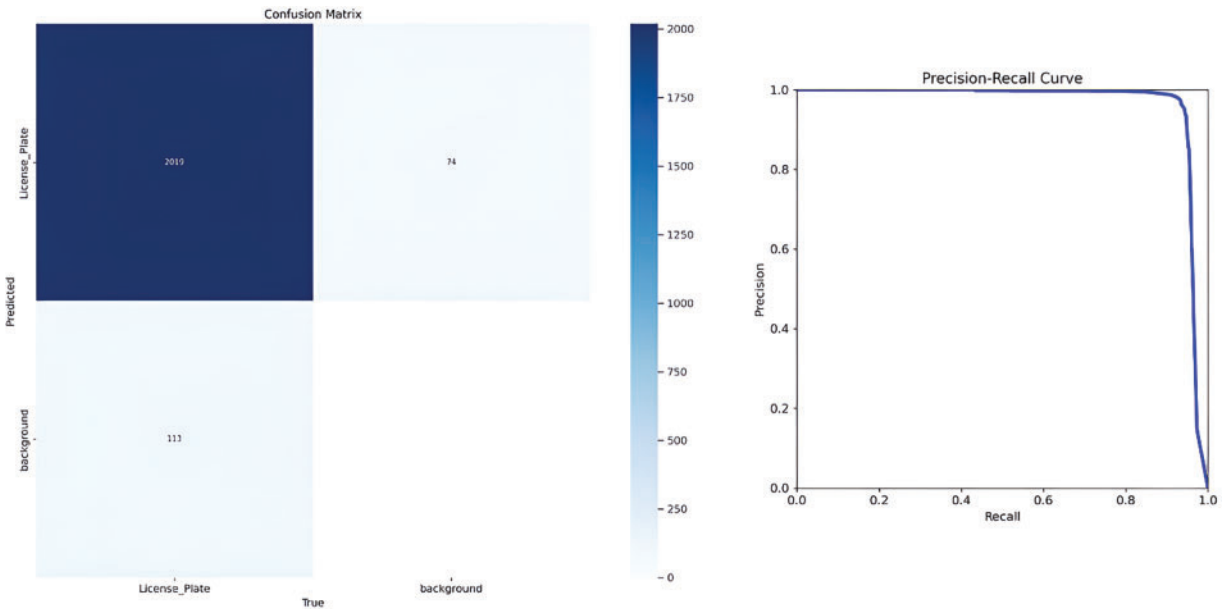 Confusion Matrix
License_Plate
background
Predicted
2019
74
113
License_Plate
background
True
2000
1750
1500
1250
1000
750
500
250
0
Precision-Recall Curve
1.0
0.8
0.6
0.4
0.2
0.0
Precision
0.0
0.2
0.4
0.6
0.8
1.0
Recall